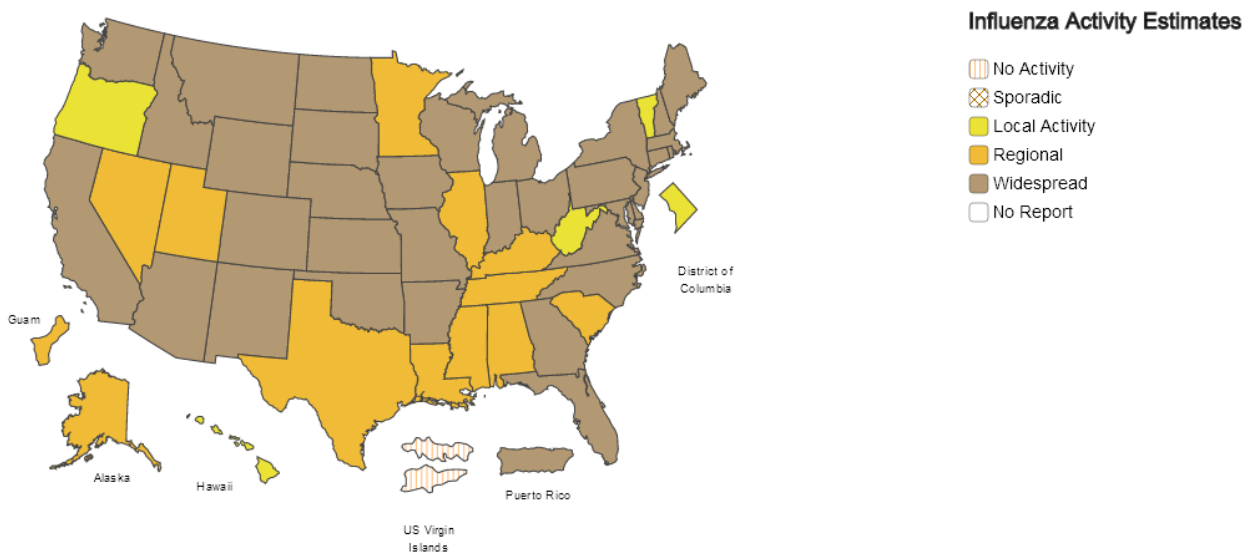 Influenza Activity Estimates
No Activity
Sporadic
Local Activity
Regional
Widespread
No Report
District of
Columbia
Guam
Alaska
Hawaii
Puerto Rico
US Virgin
Islands